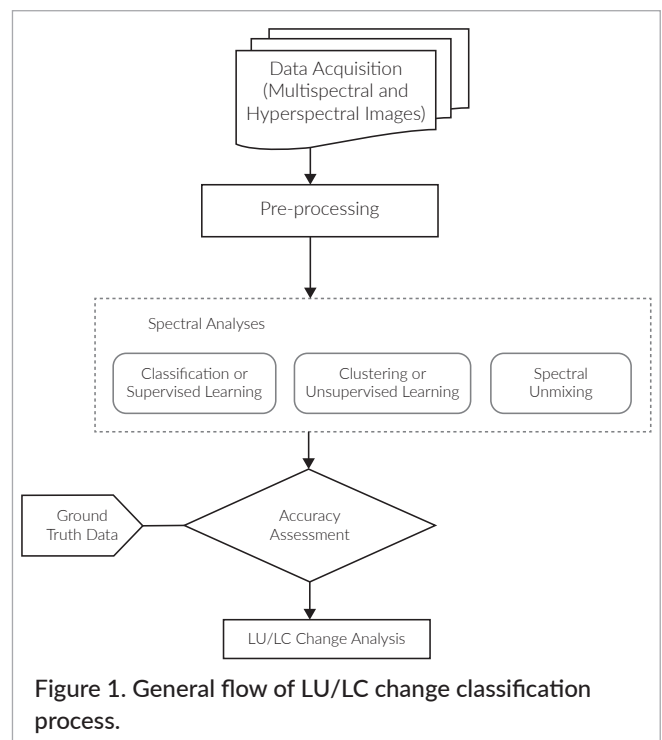 Data Acquisition
(Multispectral and
Hyperspectral Images)
Pre-processing
Spectral Analyses
Classification or
Supervised Learning
Clustering or
Unsupervised Learning
Spectral
Unmixing
Ground
Truth Data
Accuracy
Assessment
LU/LC Change Analysis
Figure 1. General flow of LU/LC change classification
process.